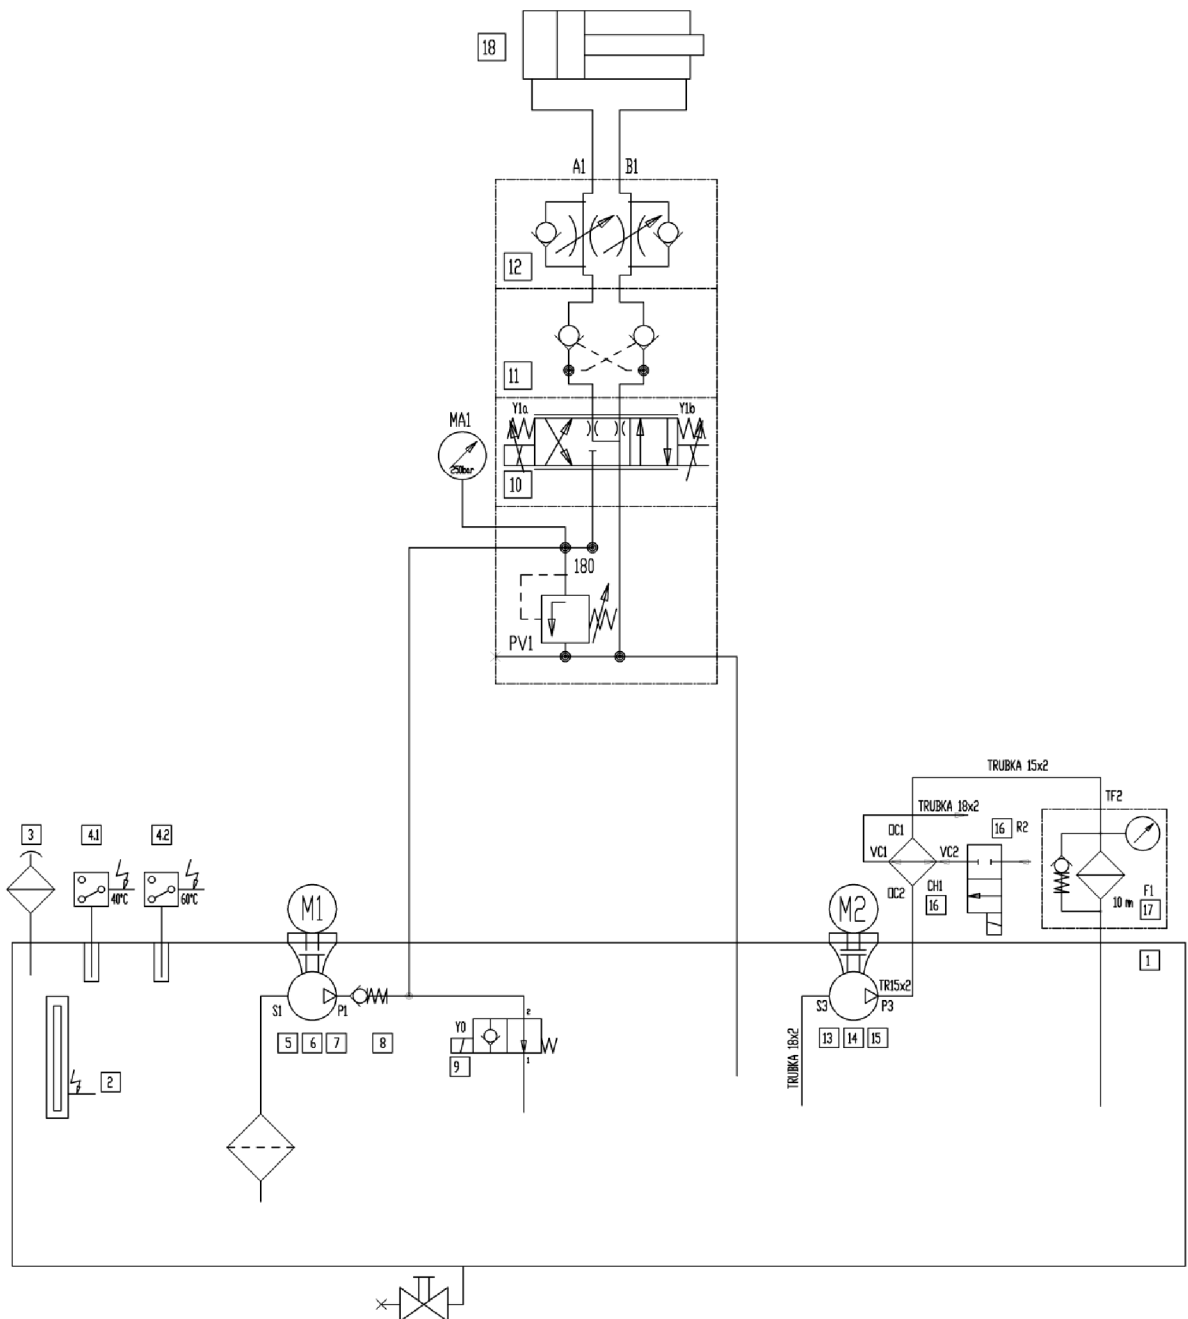 18
A1
B1
12
11
MA1
Y1a
Y1b
250bar
10
180
PV1
TRUBKA 15x2
TF2
TRUBKA 18x2
3
4.1
4.2
OC1
16
R2
VC1
VC2
40°C
60°C
M1
M2
OC2
CH1
16
10 m
F1
17
1
S1
P1
Y0
2
1
S3
P3
TR15x2
5
6
7
8
9
13
14
15
TRUBKA 18x2
2